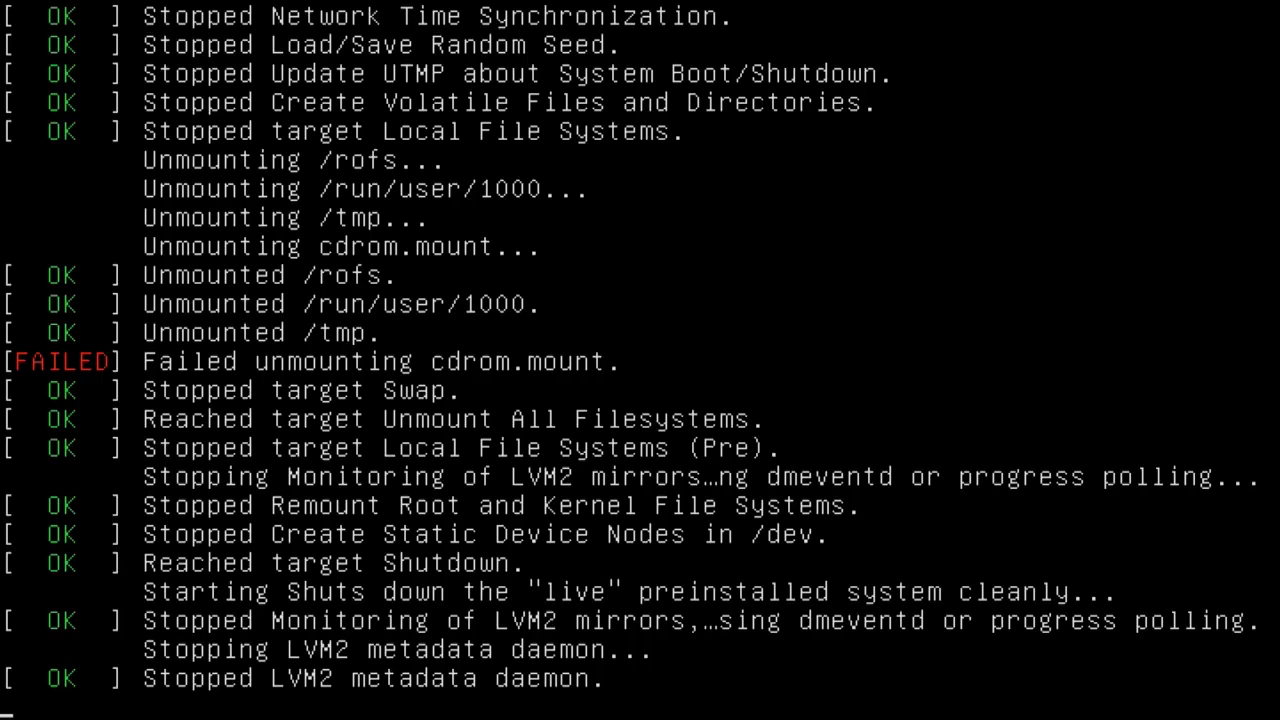 [  OK  ] Stopped Network Time Synchronization.
[  OK  ] Stopped Load/Save Random Seed.
[  OK  ] Stopped Update UTMP about System Boot/Shutdown.
[  OK  ] Stopped Create Volatile Files and Directories.
[  OK  ] Stopped target Local File Systems.
Unmounting /rofs...
Unmounting /run/user/1000...
Unmounting /tmp...
Unmounting cdrom.mount...
[  OK  ] Unmounted /rofs.
[  OK  ] Unmounted /run/user/1000.
[  OK  ] Unmounted /tmp.
[FAILED] Failed unmounting cdrom.mount.
[  OK  ] Stopped target Swap.
[  OK  ] Reached target Unmount All Filesystems.
[  OK  ] Stopped target Local File Systems (Pre).
Stopping Monitoring of LVM2 mirrors…ng dmeventd or progress polling...
[  OK  ] Stopped Remount Root and Kernel File Systems.
[  OK  ] Stopped Create Static Device Nodes in /dev.
[  OK  ] Reached target Shutdown.
Starting Shuts down the "live" preinstalled system cleanly...
[  OK  ] Stopped Monitoring of LVM2 mirrors,…sing dmeventd or progress polling.
Stopping LVM2 metadata daemon...
[  OK  ] Stopped LVM2 metadata daemon.